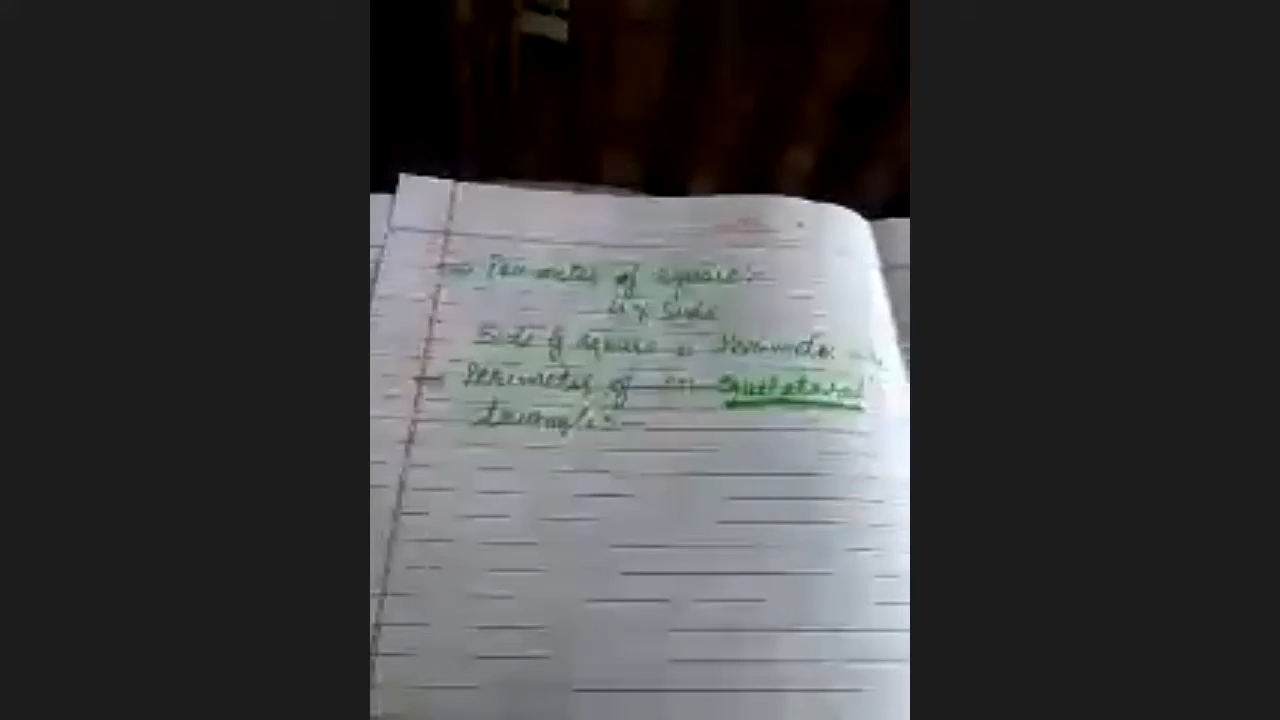 Perimeter of square :-
4 x Side
Side of square = Perimeter
Perimeter of an equilateral
triangle :-